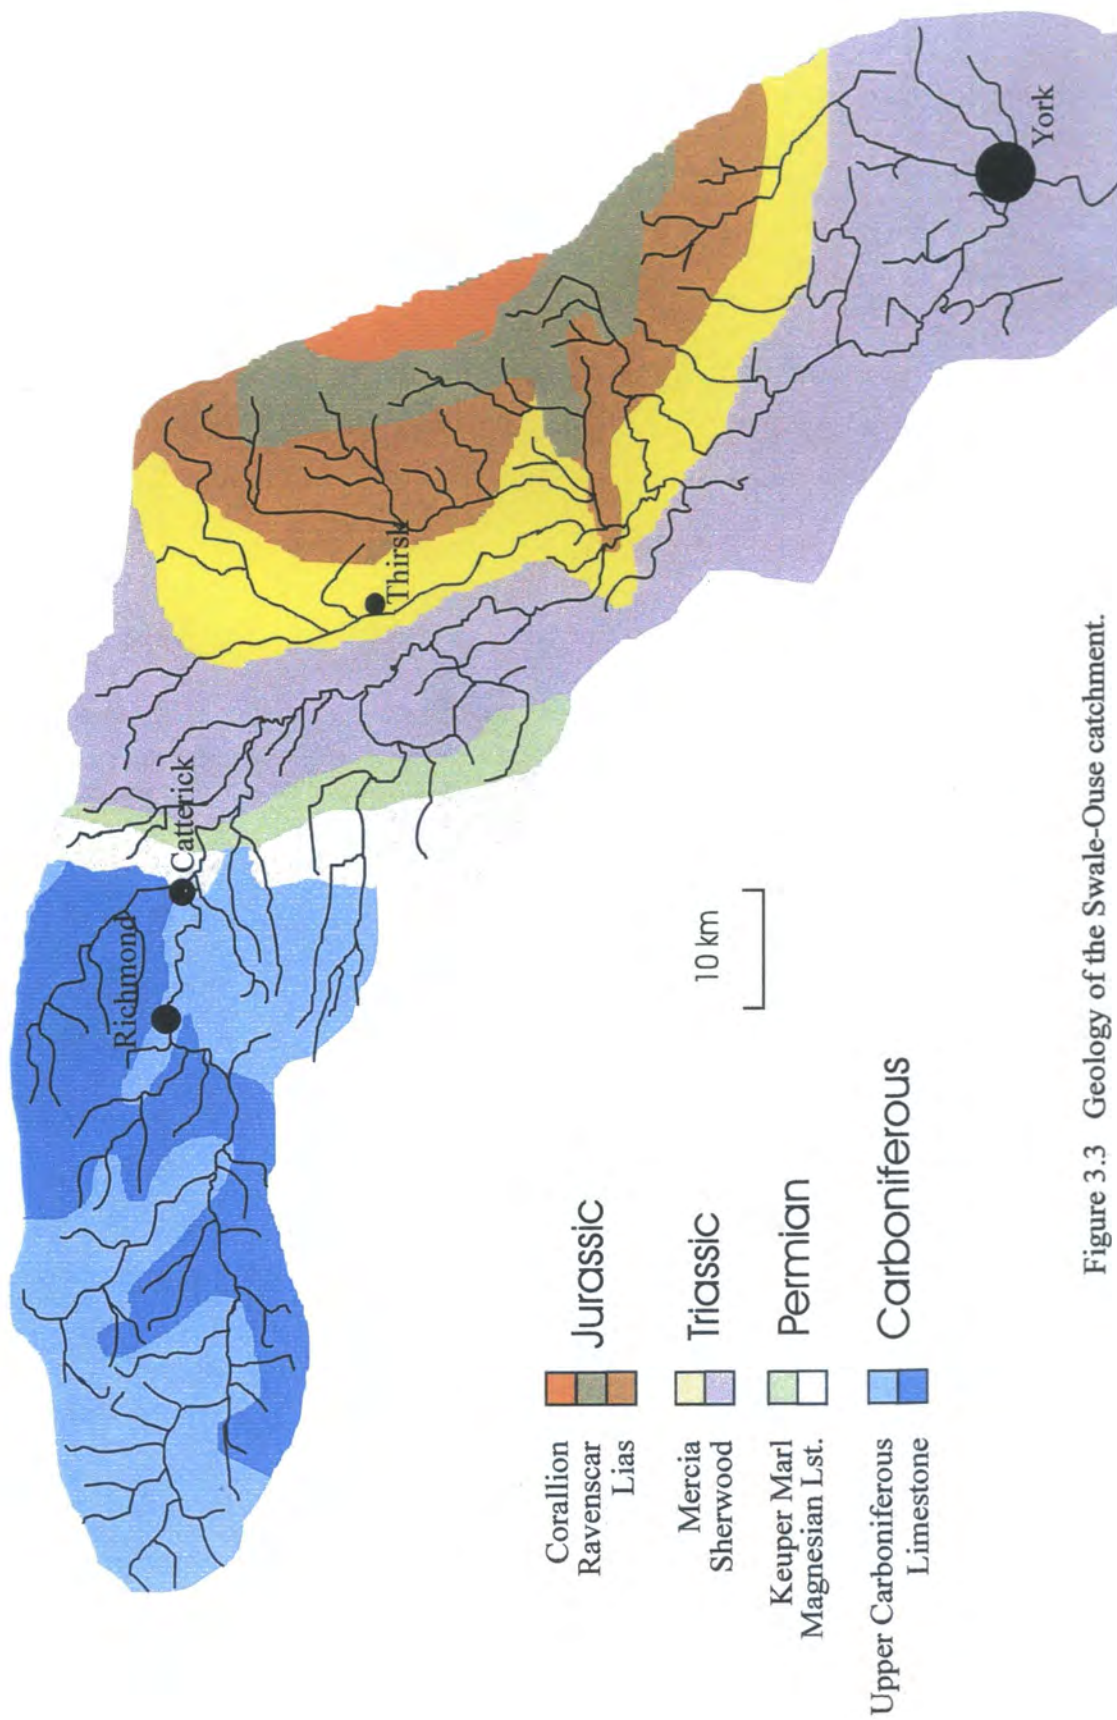 Richmond
Catterick
Thirsk
York
10 km
Corallion
Ravenscar
Lias
Jurassic
Mercia
Sherwood
Triassic
Keuper Marl
Magnesian Lst.
Permian
Upper Carboniferous
Limestone
Carboniferous
Figure 3.3 Geology of the Swale-Ouse catchment.